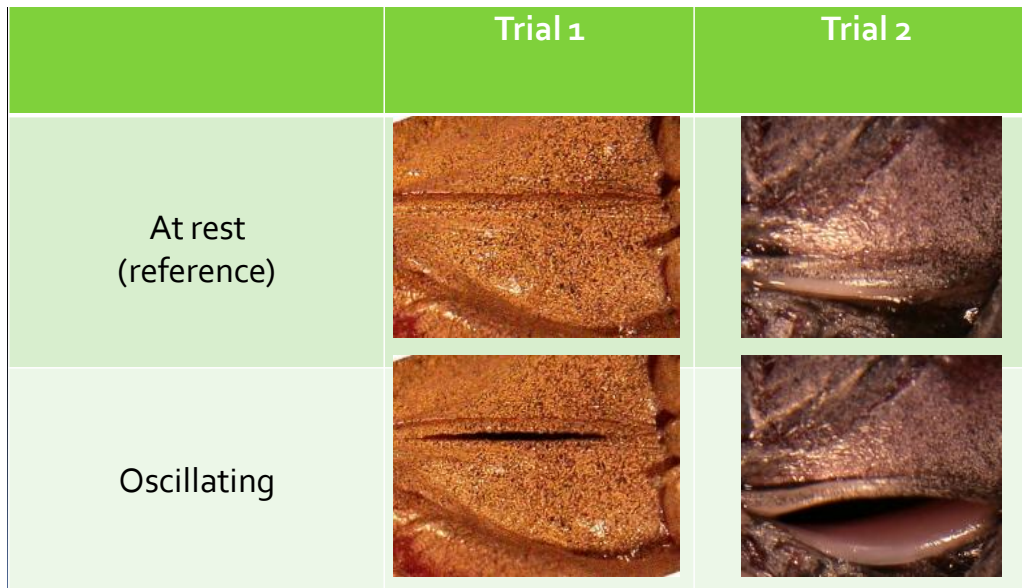 Trial 1
Trial 2
At rest
(reference)
Oscillating